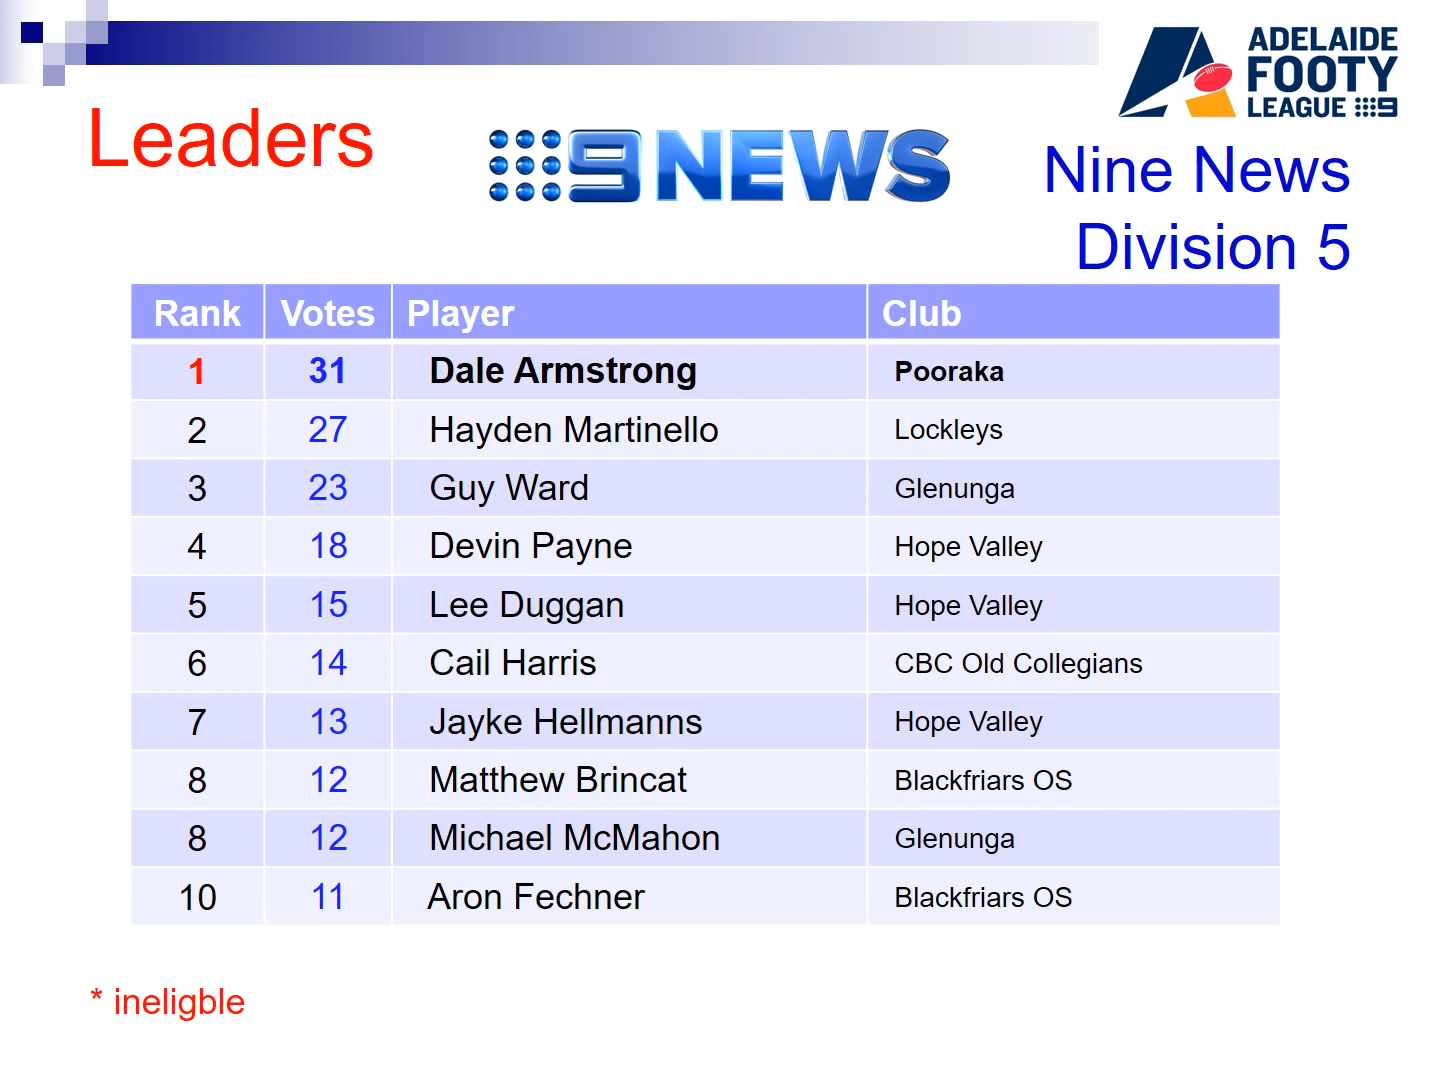 ADELAIDE
FOOTY
LEAGUE 9
Leaders
9 NEWS
Nine News
Division 5
Rank Votes Player Club
1 31 Dale Armstrong Pooraka
2 27 Hayden Martinello Lockleys
3 23 Guy Ward Glenunga
4 18 Devin Payne Hope Valley
5 15 Lee Duggan Hope Valley
6 14 Cail Harris CBC Old Collegians
7 13 Jayke Hellmanns Hope Valley
8 12 Matthew Brincat Blackfriars OS
8 12 Michael McMahon Glenunga
10 11 Aron Fechner Blackfriars OS
* ineligble